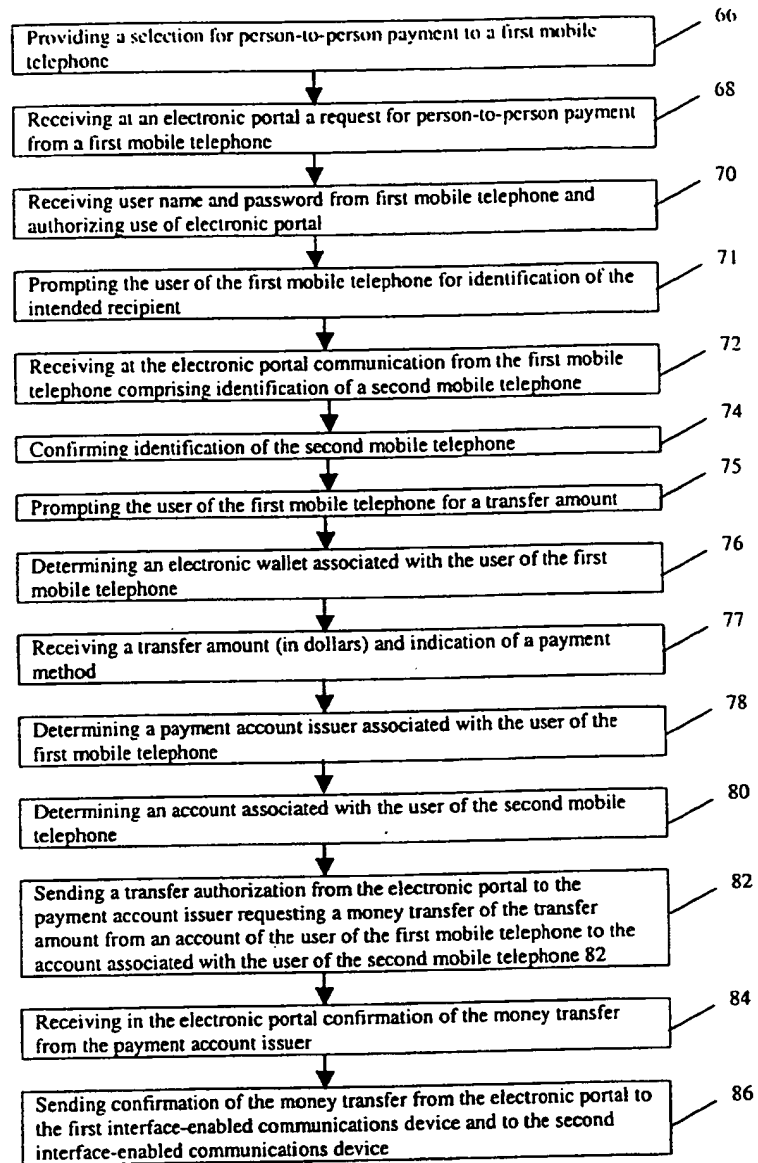 66
Providing a selection for person-to-person payment to a first mobile
telephone
68
Receiving at an electronic portal a request for person-to-person payment
from a first mobile telephone
70
Receiving user name and password from first mobile telephone and
authorizing use of electronic portal
71
Prompting the user of the first mobile telephone for identification of the
intended recipient
72
Receiving at the electronic portal communication from the first mobile
telephone comprising identification of a second mobile telephone
74
Confirming identification of the second mobile telephone
75
Prompting the user of the first mobile telephone for a transfer amount
76
Determining an electronic wallet associated with the user of the first
mobile telephone
77
Receiving a transfer amount (in dollars) and indication of a payment
method
78
Determining a payment account issuer associated with the user of the
first mobile telephone
80
Determining an account associated with the user of the second mobile
telephone
82
Sending a transfer authorization from the electronic portal to the
payment account issuer requesting a money transfer of the transfer
amount from an account of the user of the first mobile telephone to the
account associated with the user of the second mobile telephone 82
84
Receiving in the electronic portal confirmation of the money transfer
from the payment account issuer
86
Sending confirmation of the money transfer from the electronic portal to
the first interface-enabled communications device and to the second
interface-enabled communications device